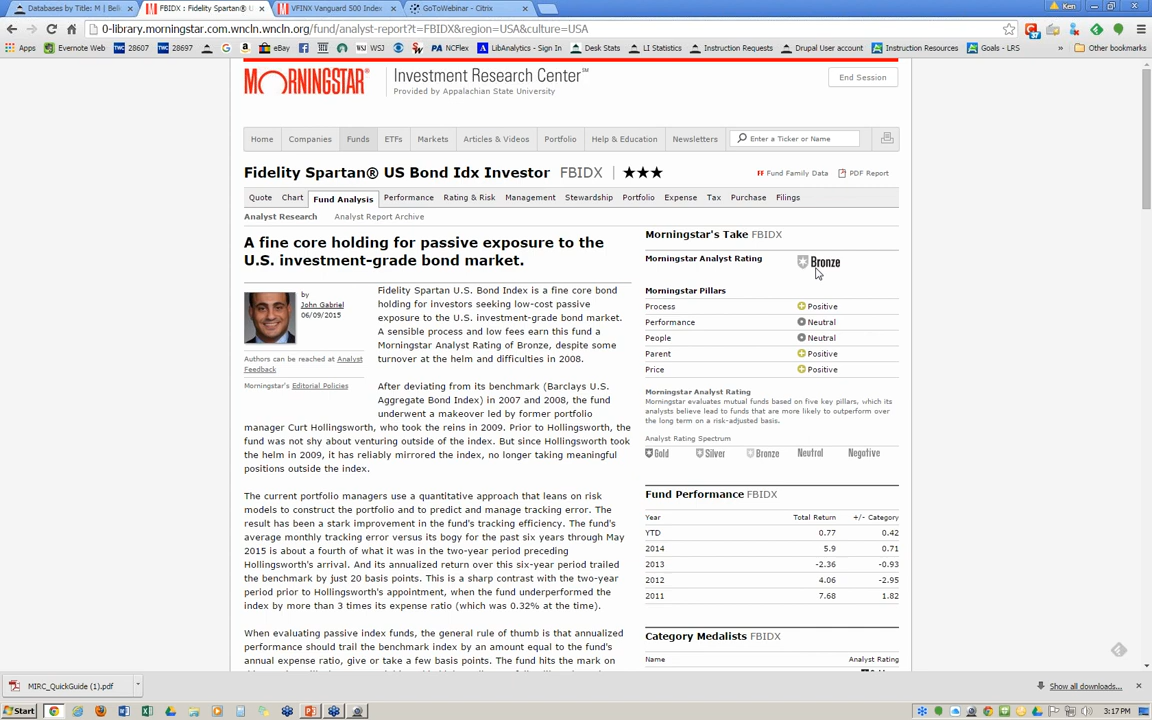 Databases by Title: M | Bel
FBIDX : Fidelity Spartan® U
VFINX Vanguard 500 Index
GoToWebinar - Citrix
Ken
0-library.morningstar.com.wncln.wncln.org/fund/analyst-report?t=FBIDX&region=USA&culture=USA
Apps
Evernote Web
TWC 28607
TWC 28697
eBay
WSJ
PA NCFlex
LibAnalytics - Sign In
Desk Stats
LI Statistics
Instruction Requests
Drupal User account
Instruction Resources
Goals - LRS
»
Other bookmarks
MORNINGSTAR®
Investment Research Center℠
Provided by Appalachian State University
End Session
Home Companies Funds ETFs Markets Articles & Videos Portfolio Help & Education Newsletters
Enter a Ticker or Name
Fidelity Spartan® US Bond Idx Investor FBIDX | ★★★
Fund Family Data
PDF Report
Quote Chart Fund Analysis Performance Rating & Risk Management Stewardship Portfolio Expense Tax Purchase Filings
Analyst Research Analyst Report Archive
A fine core holding for passive exposure to the
U.S. investment-grade bond market.
by
John Gabriel
06/09/2015
Authors can be reached at Analyst
Feedback
Morningstar's Editorial Policies
Fidelity Spartan U.S. Bond Index is a fine core bond
holding for investors seeking low-cost passive
exposure to the U.S. investment-grade bond market.
A sensible process and low fees earn this fund a
Morningstar Analyst Rating of Bronze, despite some
turnover at the helm and difficulties in 2008.
After deviating from its benchmark (Barclays U.S.
Aggregate Bond Index) in 2007 and 2008, the fund
underwent a makeover led by former portfolio
manager Curt Hollingsworth, who took the reins in 2009. Prior to Hollingsworth, the
fund was not shy about venturing outside of the index. But since Hollingsworth took
the helm in 2009, it has reliably mirrored the index, no longer taking meaningful
positions outside the index.
The current portfolio managers use a quantitative approach that leans on risk
models to construct the portfolio and to predict and manage tracking error. The
result has been a stark improvement in the fund's tracking efficiency. The fund's
average monthly tracking error versus its bogy for the past six years through May
2015 is about a fourth of what it was in the two-year period preceding
Hollingsworth's arrival. And its annualized return over this six-year period trailed
the benchmark by just 20 basis points. This is a sharp contrast with the two-year
period prior to Hollingsworth's appointment, when the fund underperformed the
index by more than 3 times its expense ratio (which was 0.32% at the time).
When evaluating passive index funds, the general rule of thumb is that annualized
performance should trail the benchmark index by an amount equal to the fund's
annual expense ratio, give or take a few basis points. The fund hits the mark on
Morningstar's Take FBIDX
Morningstar Analyst Rating Bronze
Morningstar Pillars
Process Positive
Performance Neutral
People Neutral
Parent Positive
Price Positive
Morningstar Analyst Rating
Morningstar evaluates mutual funds based on five key pillars, which its
analysts believe lead to funds that are more likely to outperform over
the long term on a risk-adjusted basis.
Analyst Rating Spectrum
Gold Silver Bronze Neutral Negative
Fund Performance FBIDX
Year Total Return +/- Category
YTD 0.77 0.42
2014 5.9 0.71
2013 -2.36 -0.93
2012 4.06 -2.95
2011 7.68 1.82
Category Medalists FBIDX
Name Analyst Rating
MIRC_QuickGuide (1).pdf
Show all downloads...
Start
3:17 PM